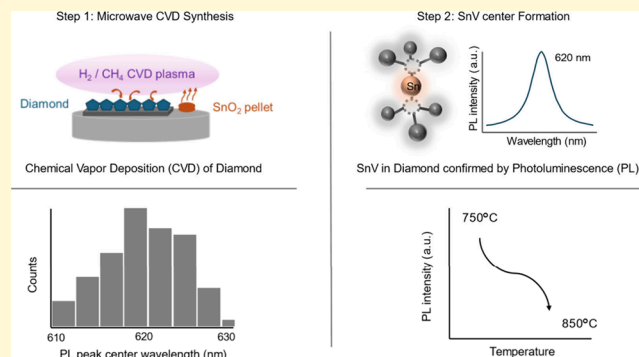 Step 1: Microwave CVD Synthesis
H2 / CH4 CVD plasma
Diamond
SnO2 pellet
Chemical Vapor Deposition (CVD) of Diamond
Step 2: SnV center Formation
Sn
PL intensity (a.u.)
620 nm
Wavelength (nm)
SnV in Diamond confirmed by Photoluminescence (PL)
Counts
610
620
630
PL peak center wavelength (nm)
PL intensity (a.u.)
750°C
850°C
Temperature